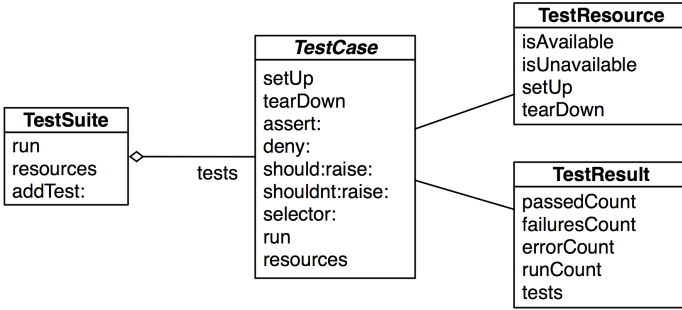 TestSuite
run
resources
addTest:
tests
TestCase
setUp
tearDown
assert:
deny:
should:raise:
shouldnt:raise:
selector:
run
resources
TestResource
isAvailable
isUnavailable
setUp
tearDown
TestResult
passedCount
failuresCount
errorCount
runCount
tests